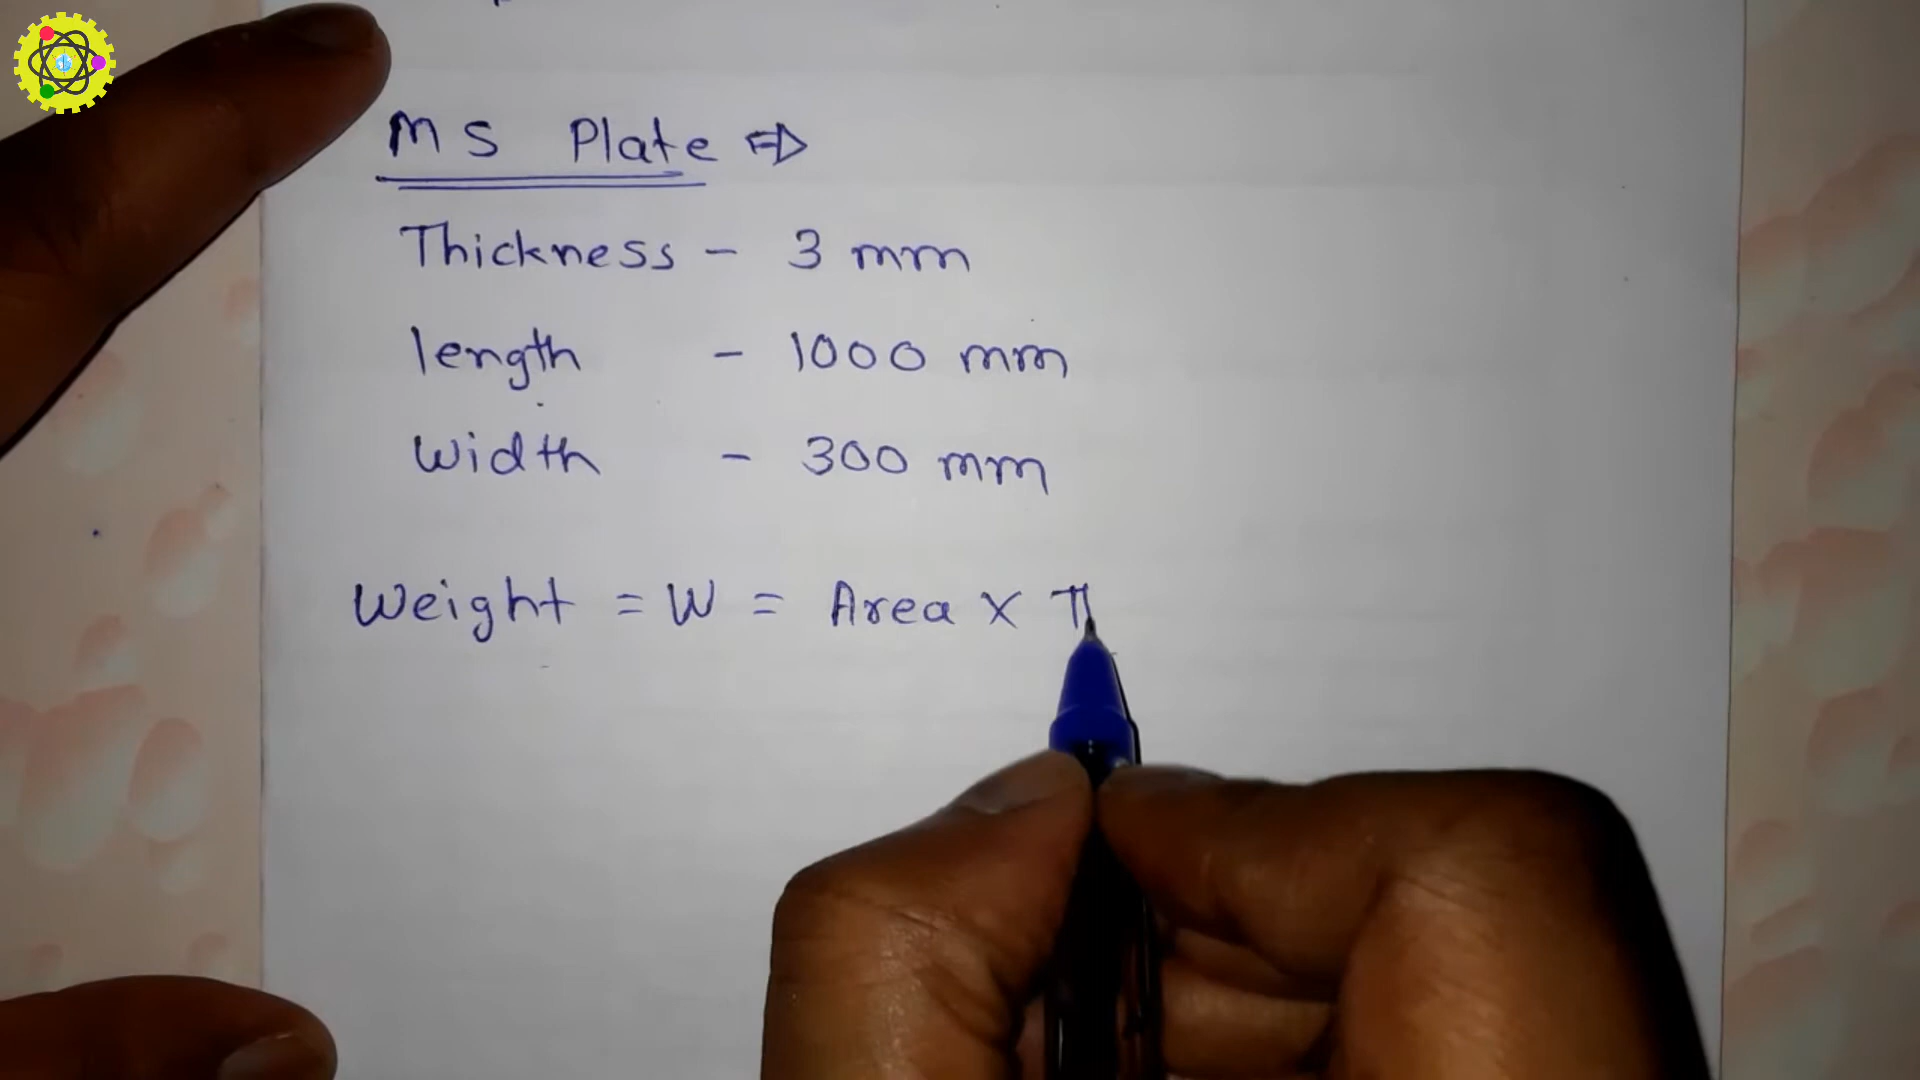 MS Plate ⇒
Thickness - 3 mm
length - 1000 mm
Width - 300 mm
Weight = W = Area x T